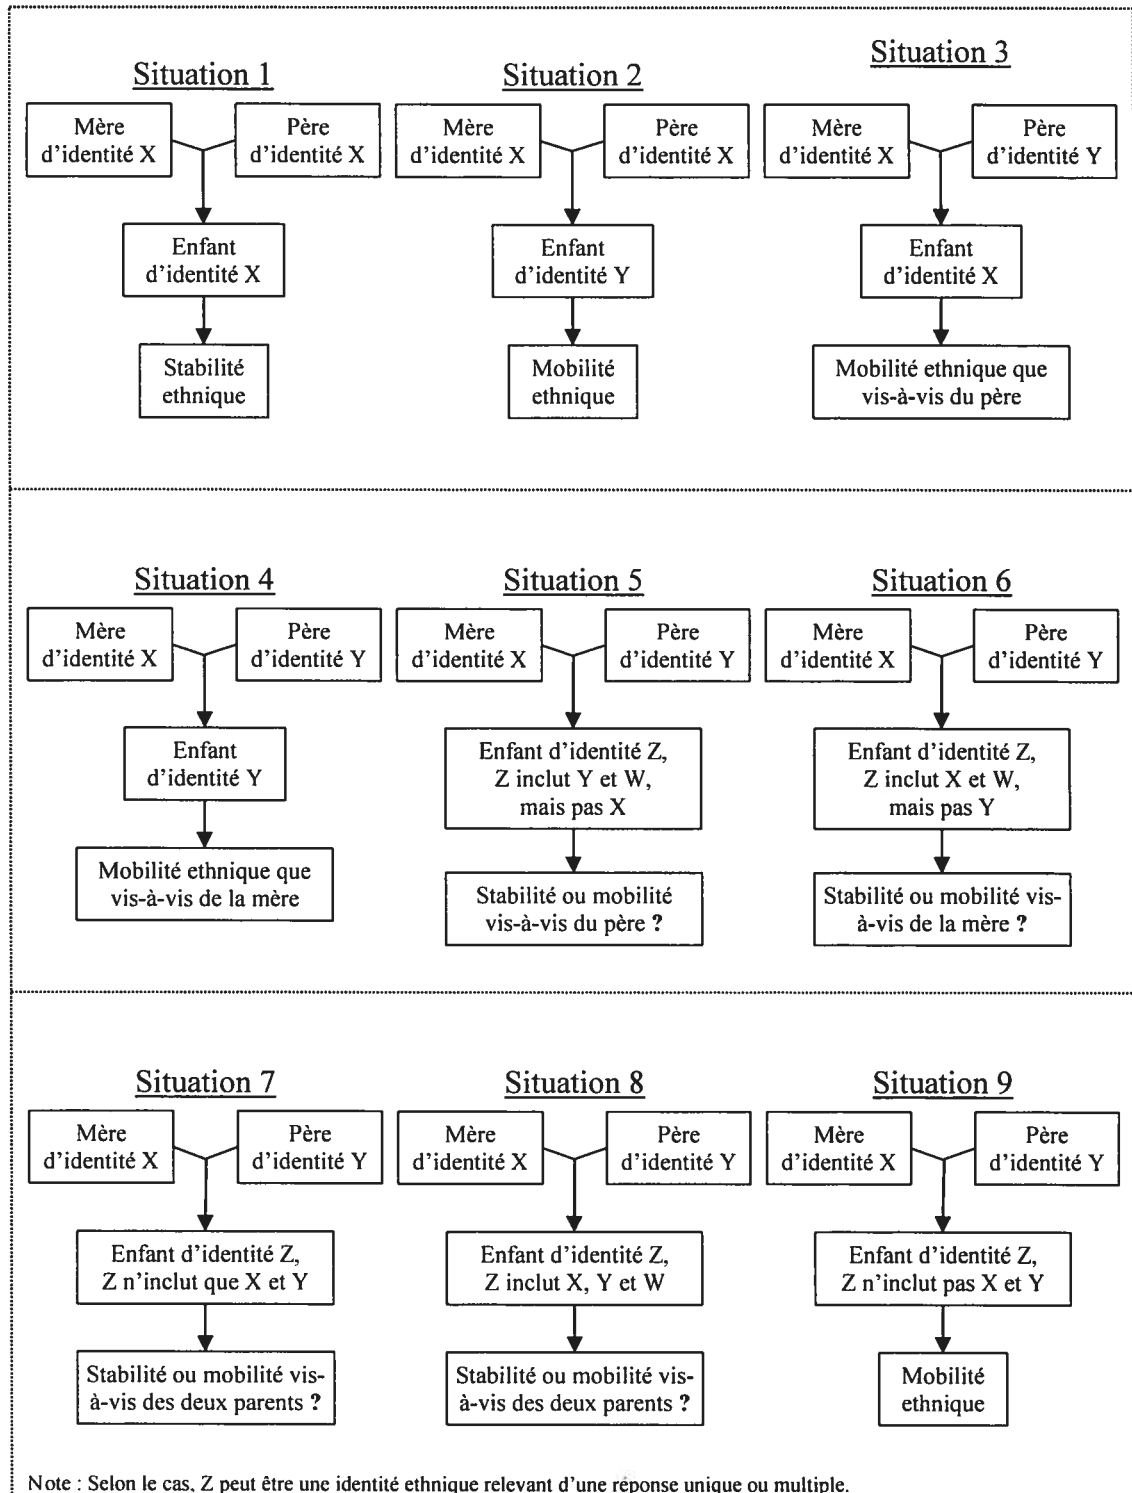 Situation 1
Mère
d'identité X
Père
d'identité X
Enfant
d'identité X
Stabilité
ethnique
Situation 2
Mère
d'identité X
Père
d'identité X
Enfant
d'identité Y
Mobilité
ethnique
Situation 3
Mère
d'identité X
Père
d'identité Y
Enfant
d'identité X
Mobilité ethnique que
vis-à-vis du père
Situation 4
Mère
d'identité X
Père
d'identité Y
Enfant
d'identité Y
Mobilité ethnique que
vis-à-vis de la mère
Situation 5
Mère
d'identité X
Père
d'identité Y
Enfant d'identité Z,
Z inclut Y et W,
mais pas X
Stabilité ou mobilité
vis-à-vis du père ?
Situation 6
Mère
d'identité X
Père
d'identité Y
Enfant d'identité Z,
Z inclut X et W,
mais pas Y
Stabilité ou mobilité vis-
à-vis de la mère ?
Situation 7
Mère
d'identité X
Père
d'identité Y
Enfant d'identité Z,
Z n'inclut que X et Y
Stabilité ou mobilité vis-
à-vis des deux parents ?
Situation 8
Mère
d'identité X
Père
d'identité Y
Enfant d'identité Z,
Z inclut X, Y et W
Stabilité ou mobilité vis-
à-vis des deux parents ?
Situation 9
Mère
d'identité X
Père
d'identité Y
Enfant d'identité Z,
Z n'inclut pas X et Y
Mobilité
ethnique
Note : Selon le cas, Z peut être une identité ethnique relevant d'une réponse unique ou multiple.